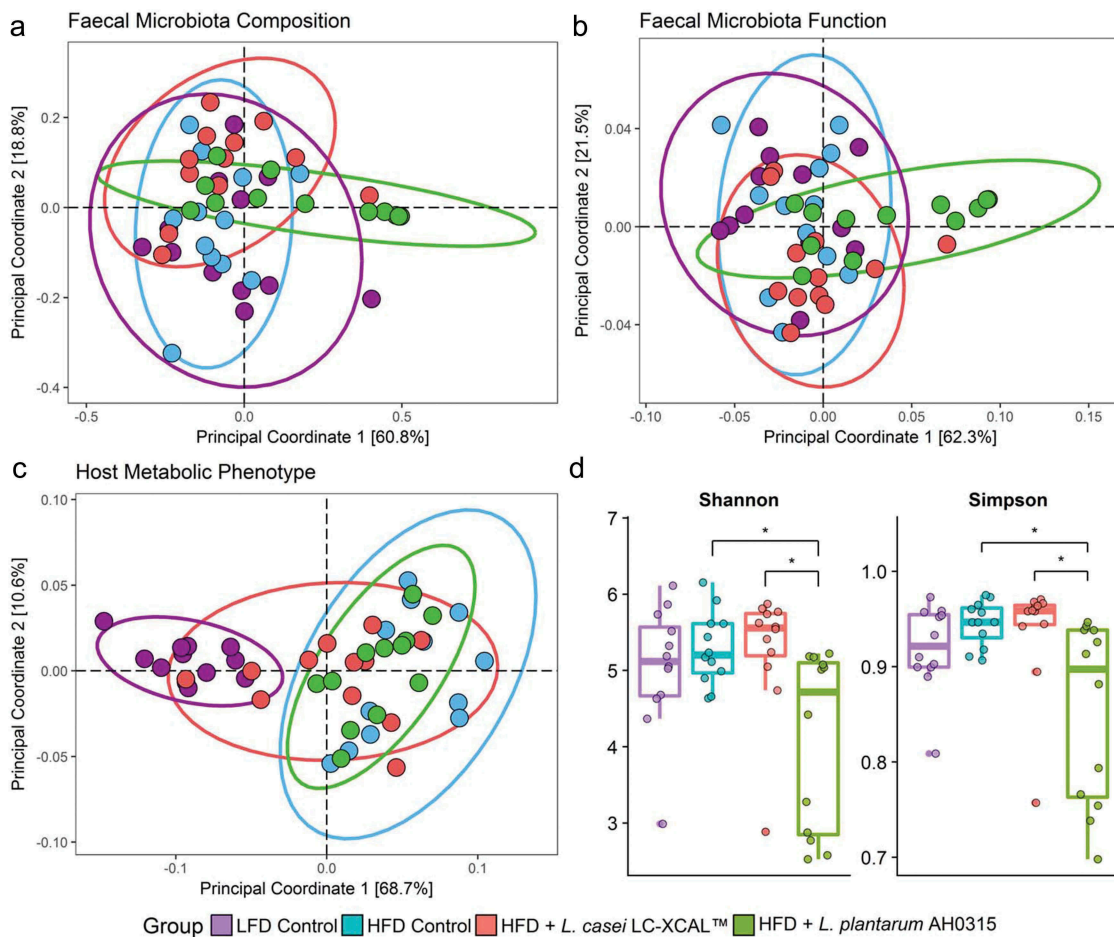 a
Faecal Microbiota Composition
Principal Coordinate 2 [18.8%]
0.2
0.0
-0.2
-0.4
-0.5
0.0
0.5
Principal Coordinate 1 [60.8%]
b
Faecal Microbiota Function
Principal Coordinate 2 [21.5%]
0.04
0.00
-0.04
-0.10
-0.05
0.00
0.05
0.10
0.15
Principal Coordinate 1 [62.3%]
c
Host Metabolic Phenotype
Principal Coordinate 2 [10.6%]
0.10
0.05
0.00
-0.05
-0.10
-0.1
0.0
0.1
Principal Coordinate 1 [68.7%]
d
Shannon
7
6
5
4
3
*
*
Simpson
1.0
0.9
0.8
0.7
*
*
Group LFD Control HFD Control HFD + L. casei LC-XCAL™ HFD + L. plantarum AH0315